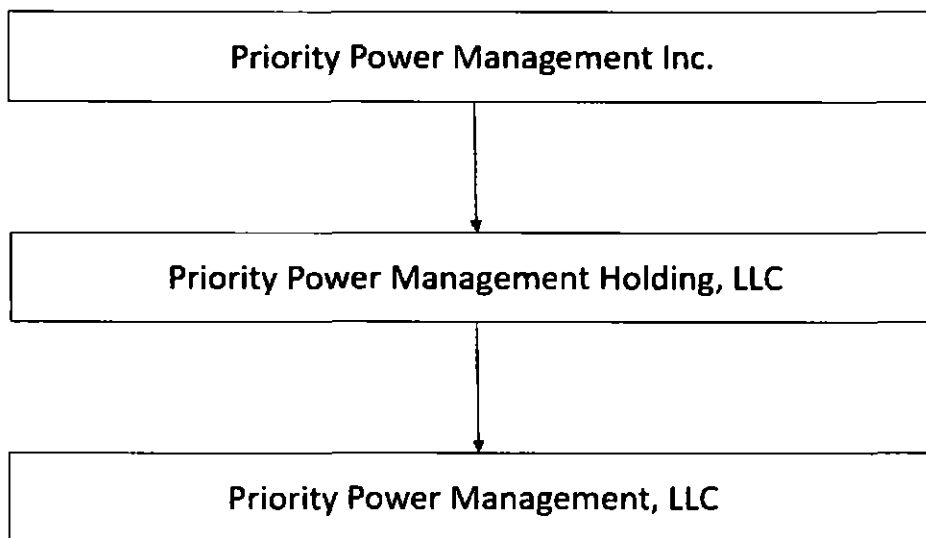 Priority Power Management Inc.
Priority Power Management Holding, LLC
Priority Power Management, LLC